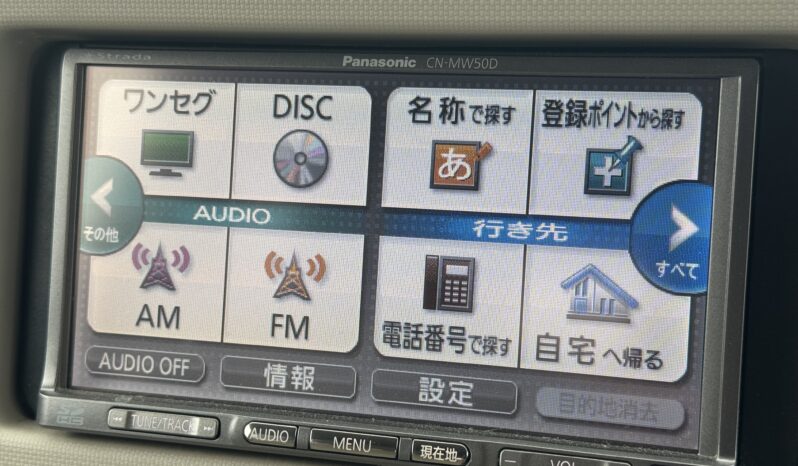 Strada
Panasonic CN-MW50D
ワンセグ
DISC
名称で探す
登録ポイントから探す
あ
その他
AUDIO
行き先
すべて
AM
FM
電話番号で探す
自宅へ帰る
AUDIO OFF
情報
設定
目的地消去
TUNE/TRACK
AUDIO
MENU
現在地
VOL